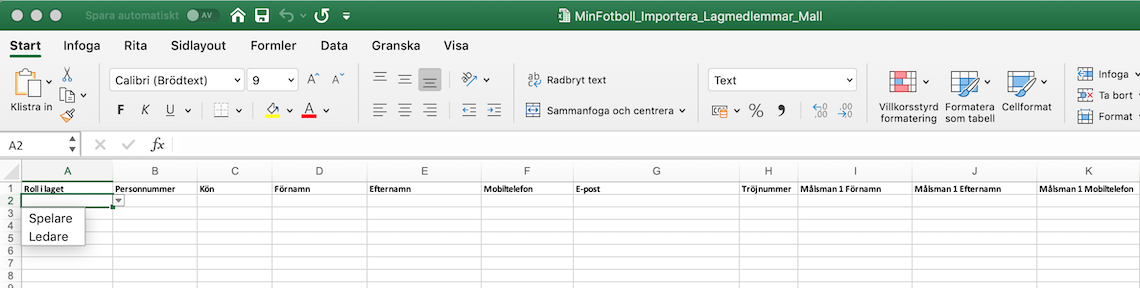 Spara automatiskt AV MinFotboll_Importera_Lagmedlemmar_Mall
Start Infoga Rita Sidlayout Formler Data Granska Visa
Klistra in Calibri (Brödtext) 9 A^ A˅ ab c Radbryt text Text Villkorsstyrd formatering Formatera som tabell Cellformat Infoga
F K U A Sammanfoga och centrera % Ta bort
Format
A2 fx
A B C D E F G H I J K
1 Roll i laget Personnummer Kön Förnamn Efternamn Mobiltelefon E-post Tröjnummer Målsman 1 Förnamn Målsman 1 Efternamn Målsman 1 Mobiltelefon
2
3 Spelare
4
5 Ledare
6
7
8
9